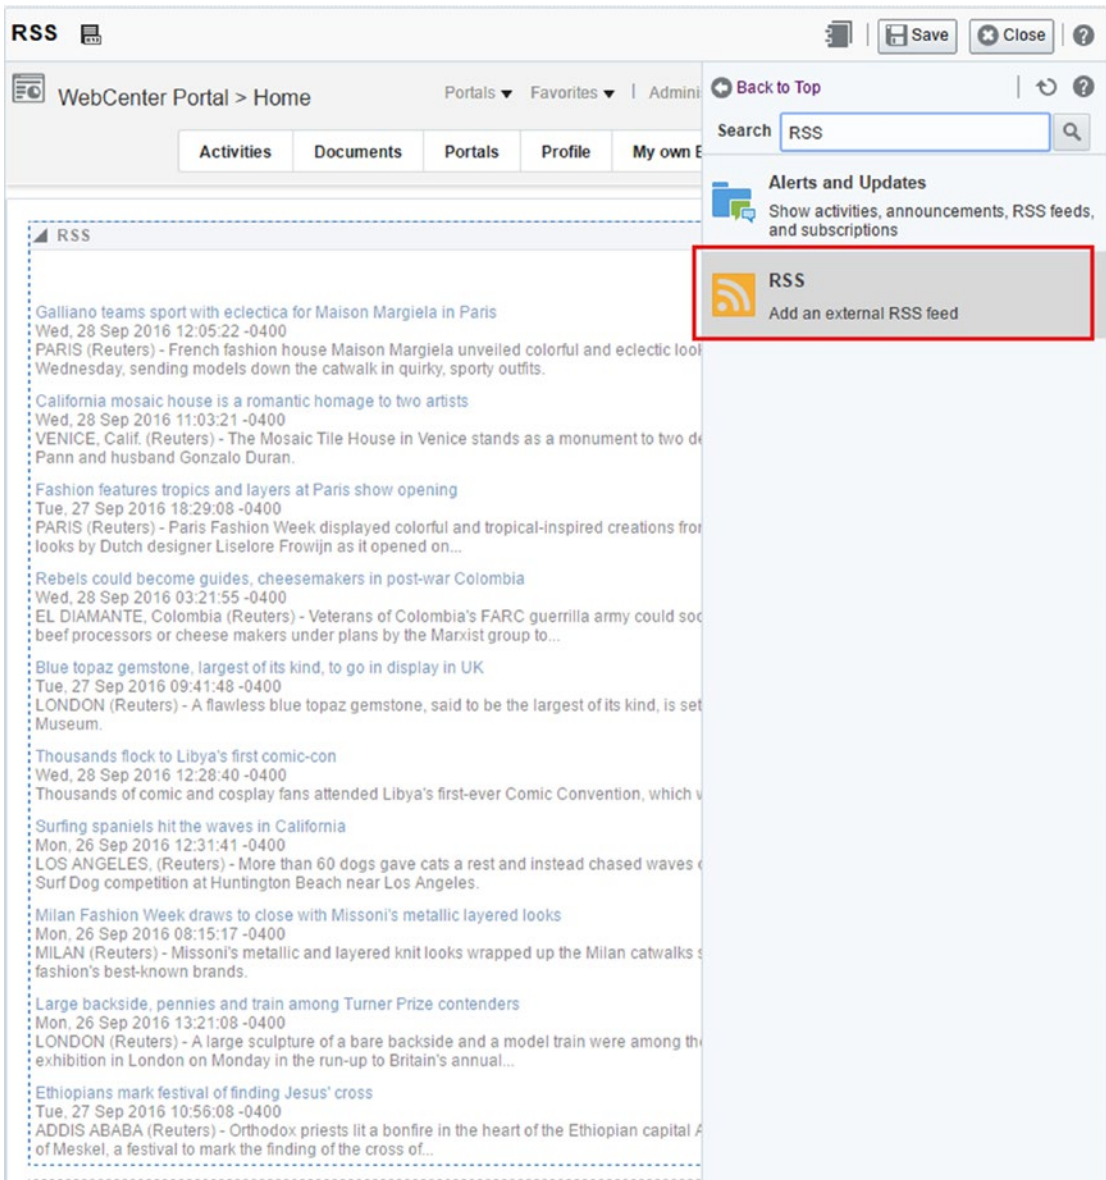 RSS
Save
Close
WebCenter Portal > Home
Portals
Favorites
Admini
Back to Top
Search
RSS
Activities
Documents
Portals
Profile
My own E
Alerts and Updates
Show activities, announcements, RSS feeds,
and subscriptions
RSS
Add an external RSS feed
RSS
Galliano teams sport with eclectica for Maison Margiela in Paris
Wed, 28 Sep 2016 12:05:22 -0400
PARIS (Reuters) - French fashion house Maison Margiela unveiled colorful and eclectic look
Wednesday, sending models down the catwalk in quirky, sporty outfits.
California mosaic house is a romantic homage to two artists
Wed, 28 Sep 2016 11:03:21 -0400
VENICE, Calif. (Reuters) - The Mosaic Tile House in Venice stands as a monument to two de
Pann and husband Gonzalo Duran.
Fashion features tropics and layers at Paris show opening
Tue, 27 Sep 2016 18:29:08 -0400
PARIS (Reuters) - Paris Fashion Week displayed colorful and tropical-inspired creations from
looks by Dutch designer Liselore Frowijn as it opened on...
Rebels could become guides, cheesemakers in post-war Colombia
Wed, 28 Sep 2016 03:21:55 -0400
EL DIAMANTE, Colombia (Reuters) - Veterans of Colombia's FARC guerrilla army could soo
beef processors or cheese makers under plans by the Marxist group to...
Blue topaz gemstone, largest of its kind, to go in display in UK
Tue, 27 Sep 2016 09:41:48 -0400
LONDON (Reuters) - A flawless blue topaz gemstone, said to be the largest of its kind, is set
Museum.
Thousands flock to Libya's first comic-con
Wed, 28 Sep 2016 12:28:40 -0400
Thousands of comic and cosplay fans attended Libya's first-ever Comic Convention, which w
Surfing spaniels hit the waves in California
Mon, 26 Sep 2016 12:31:41 -0400
LOS ANGELES, (Reuters) - More than 60 dogs gave cats a rest and instead chased waves
Surf Dog competition at Huntington Beach near Los Angeles.
Milan Fashion Week draws to close with Missoni's metallic layered looks
Mon, 26 Sep 2016 08:15:17 -0400
MILAN (Reuters) - Missoni's metallic and layered knit looks wrapped up the Milan catwalks s
fashion's best-known brands.
Large backside, pennies and train among Turner Prize contenders
Mon, 26 Sep 2016 13:21:08 -0400
LONDON (Reuters) - A large sculpture of a bare backside and a model train were among the
exhibition in London on Monday in the run-up to Britain's annual...
Ethiopians mark festival of finding Jesus' cross
Tue, 27 Sep 2016 10:56:08 -0400
ADDIS ABABA (Reuters) - Orthodox priests lit a bonfire in the heart of the Ethiopian capital A
of Meskel, a festival to mark the finding of the cross of...